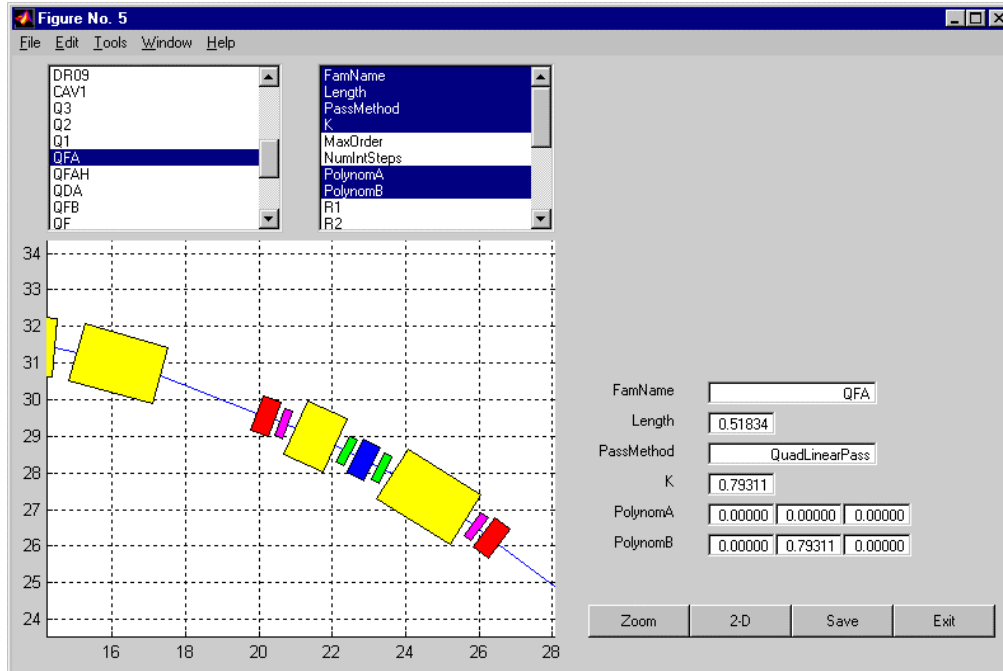 Figure No. 5
File Edit Tools Window Help
DR09
CAV1
Q3
Q2
Q1
QFA
QFAH
QDA
QFB
QF
FamName
Length
PassMethod
K
MaxOrder
NumIntSteps
PolynomA
PolynomB
R1
R2
34
33
32
31
30
29
28
27
26
25
24
16 18 20 22 24 26 28
FamName QFA
Length 0.51834
PassMethod QuadLinearPass
K 0.79311
PolynomA 0.00000 0.00000 0.00000
PolynomB 0.00000 0.79311 0.00000
Zoom 2-D Save Exit